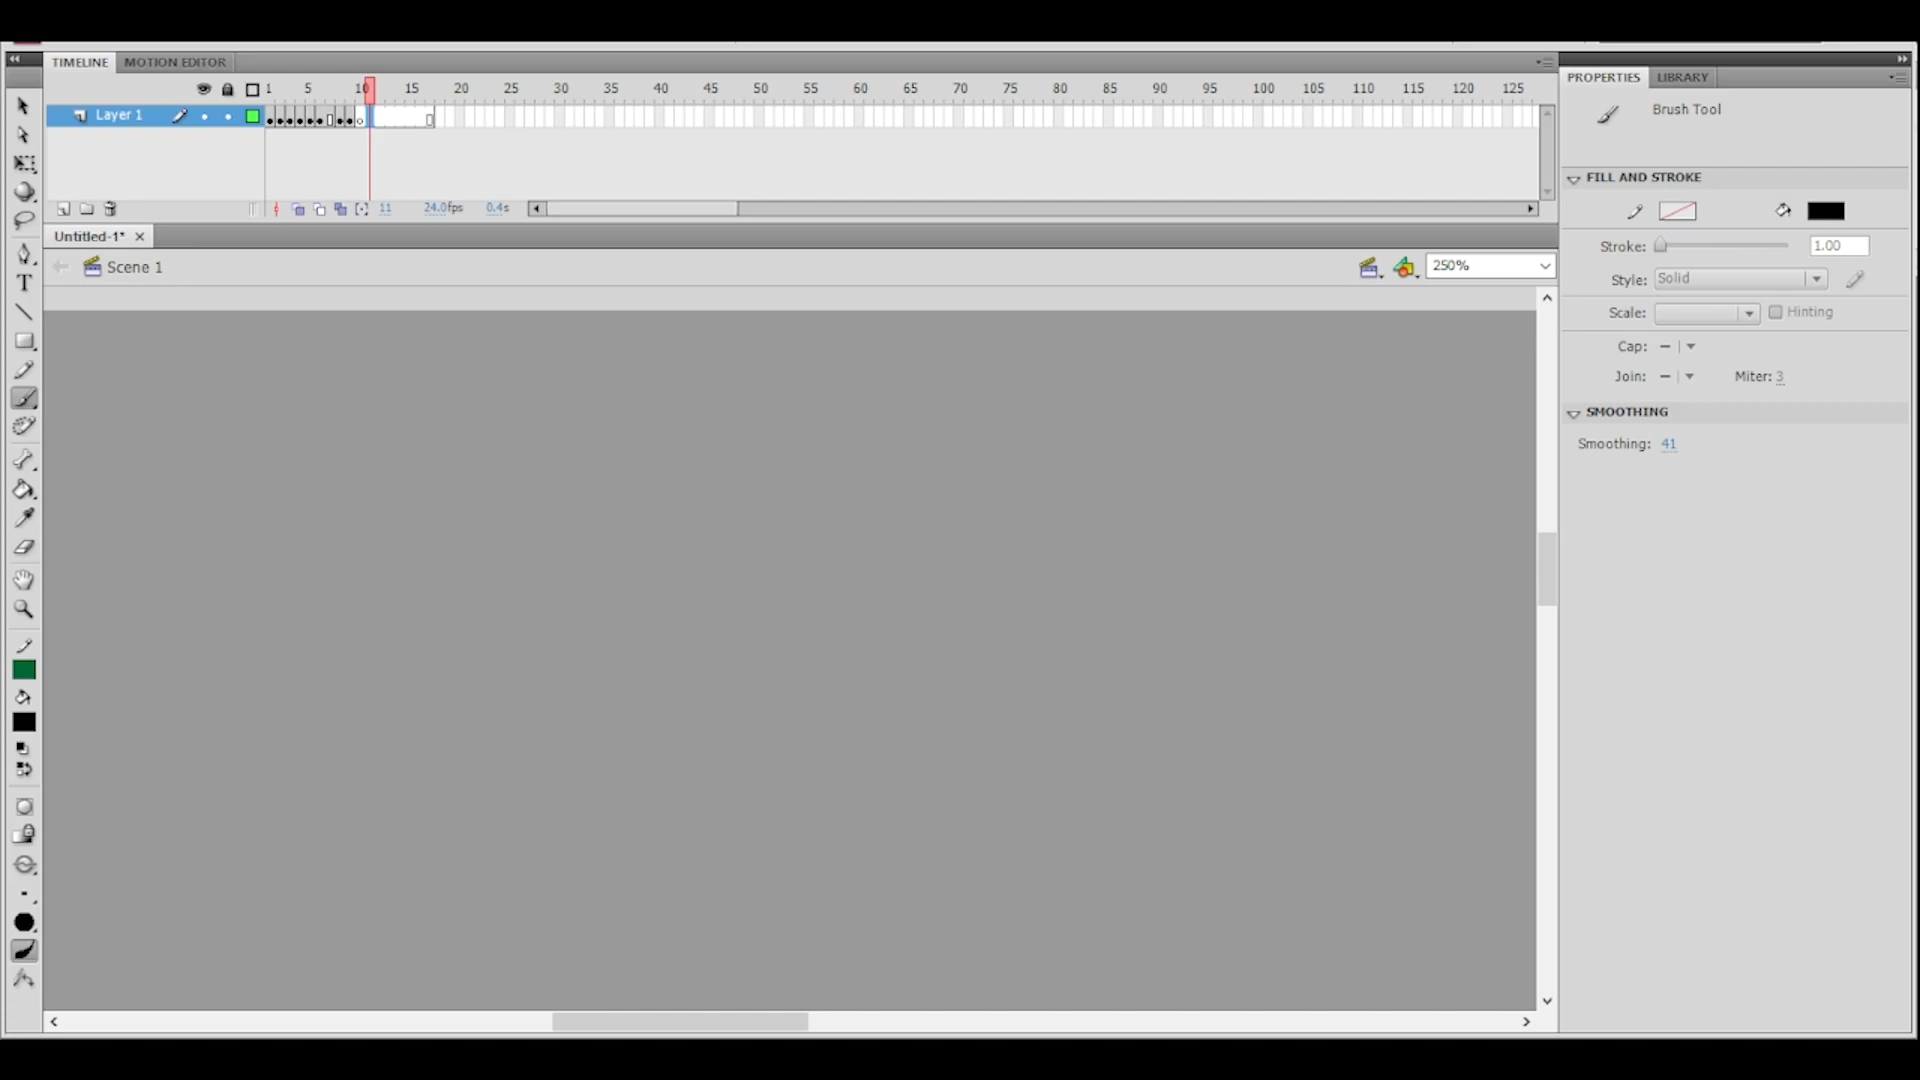 TIMELINE MOTION EDITOR
1 5 10 15 20 25 30 35 40 45 50 55 60 65 70 75 80 85 90 95 100 105 110 115 120 125
Layer 1
11 24.0fps 0.4s
Untitled-1*
Scene 1
250%
T
PROPERTIES LIBRARY
Brush Tool
FILL AND STROKE
Stroke: 1.00
Style: Solid
Scale: Hinting
Cap:
Join: Miter: 3
SMOOTHING
Smoothing: 41